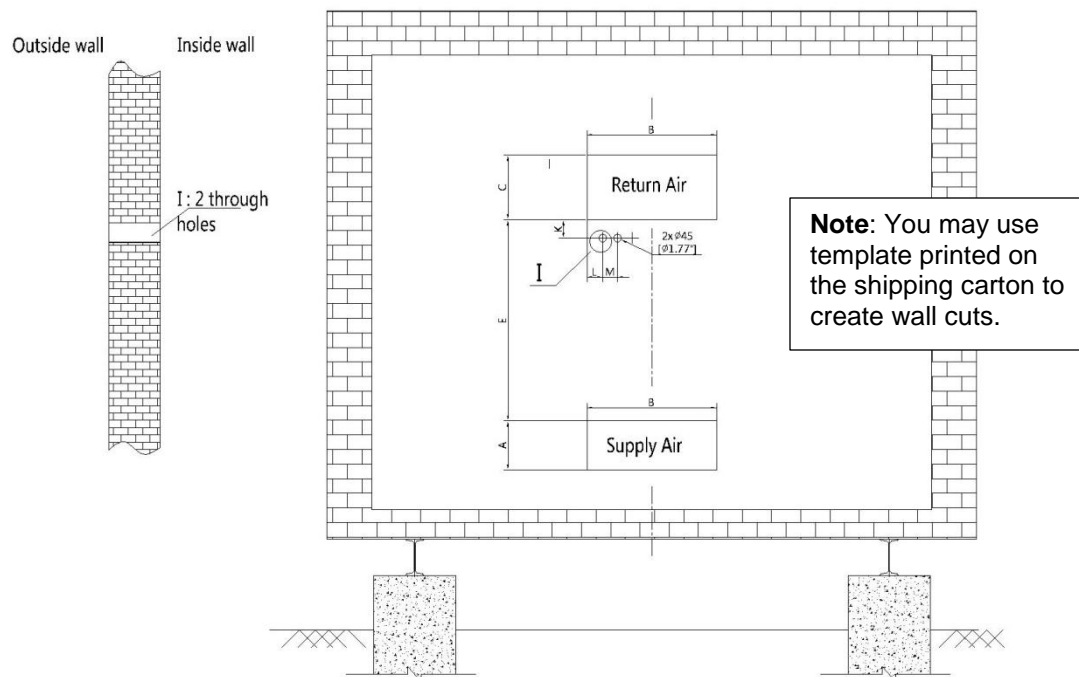 Outside wall
Inside wall
I : 2 through
holes
B
C
Return Air
K
2xØ45
[Ø1.77"]
I
L
M
E
B
A
Supply Air
Note: You may use
template printed on
the shipping carton to
create wall cuts.